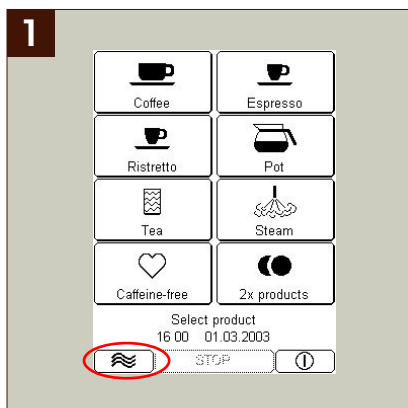 1
Coffee Espresso
Ristretto Pot
Tea Steam
Caffeine-free 2x products
Select product
16 00 01.03.2003
STOP